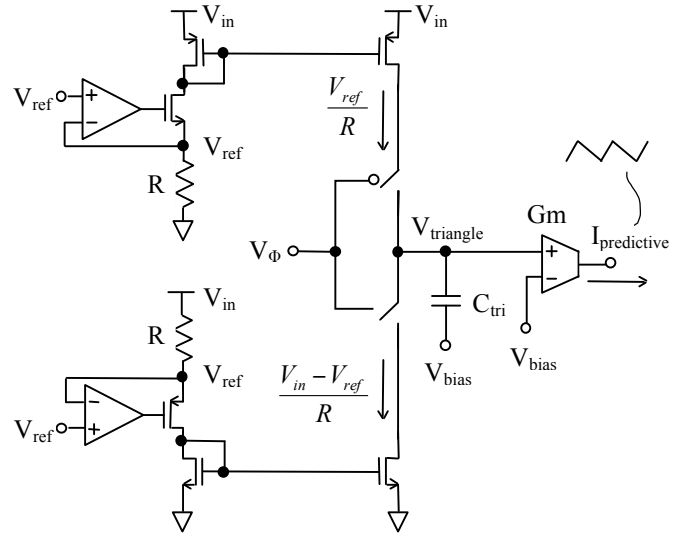 V_in
V_in
V_ref
+
−
V_ref
R
V_ref/R
V_Φ
V_triangle
Gm
I_predictive
+
−
C_tri
V_bias
V_bias
V_in
R
V_ref
V_in − V_ref/R
−
V_ref
+